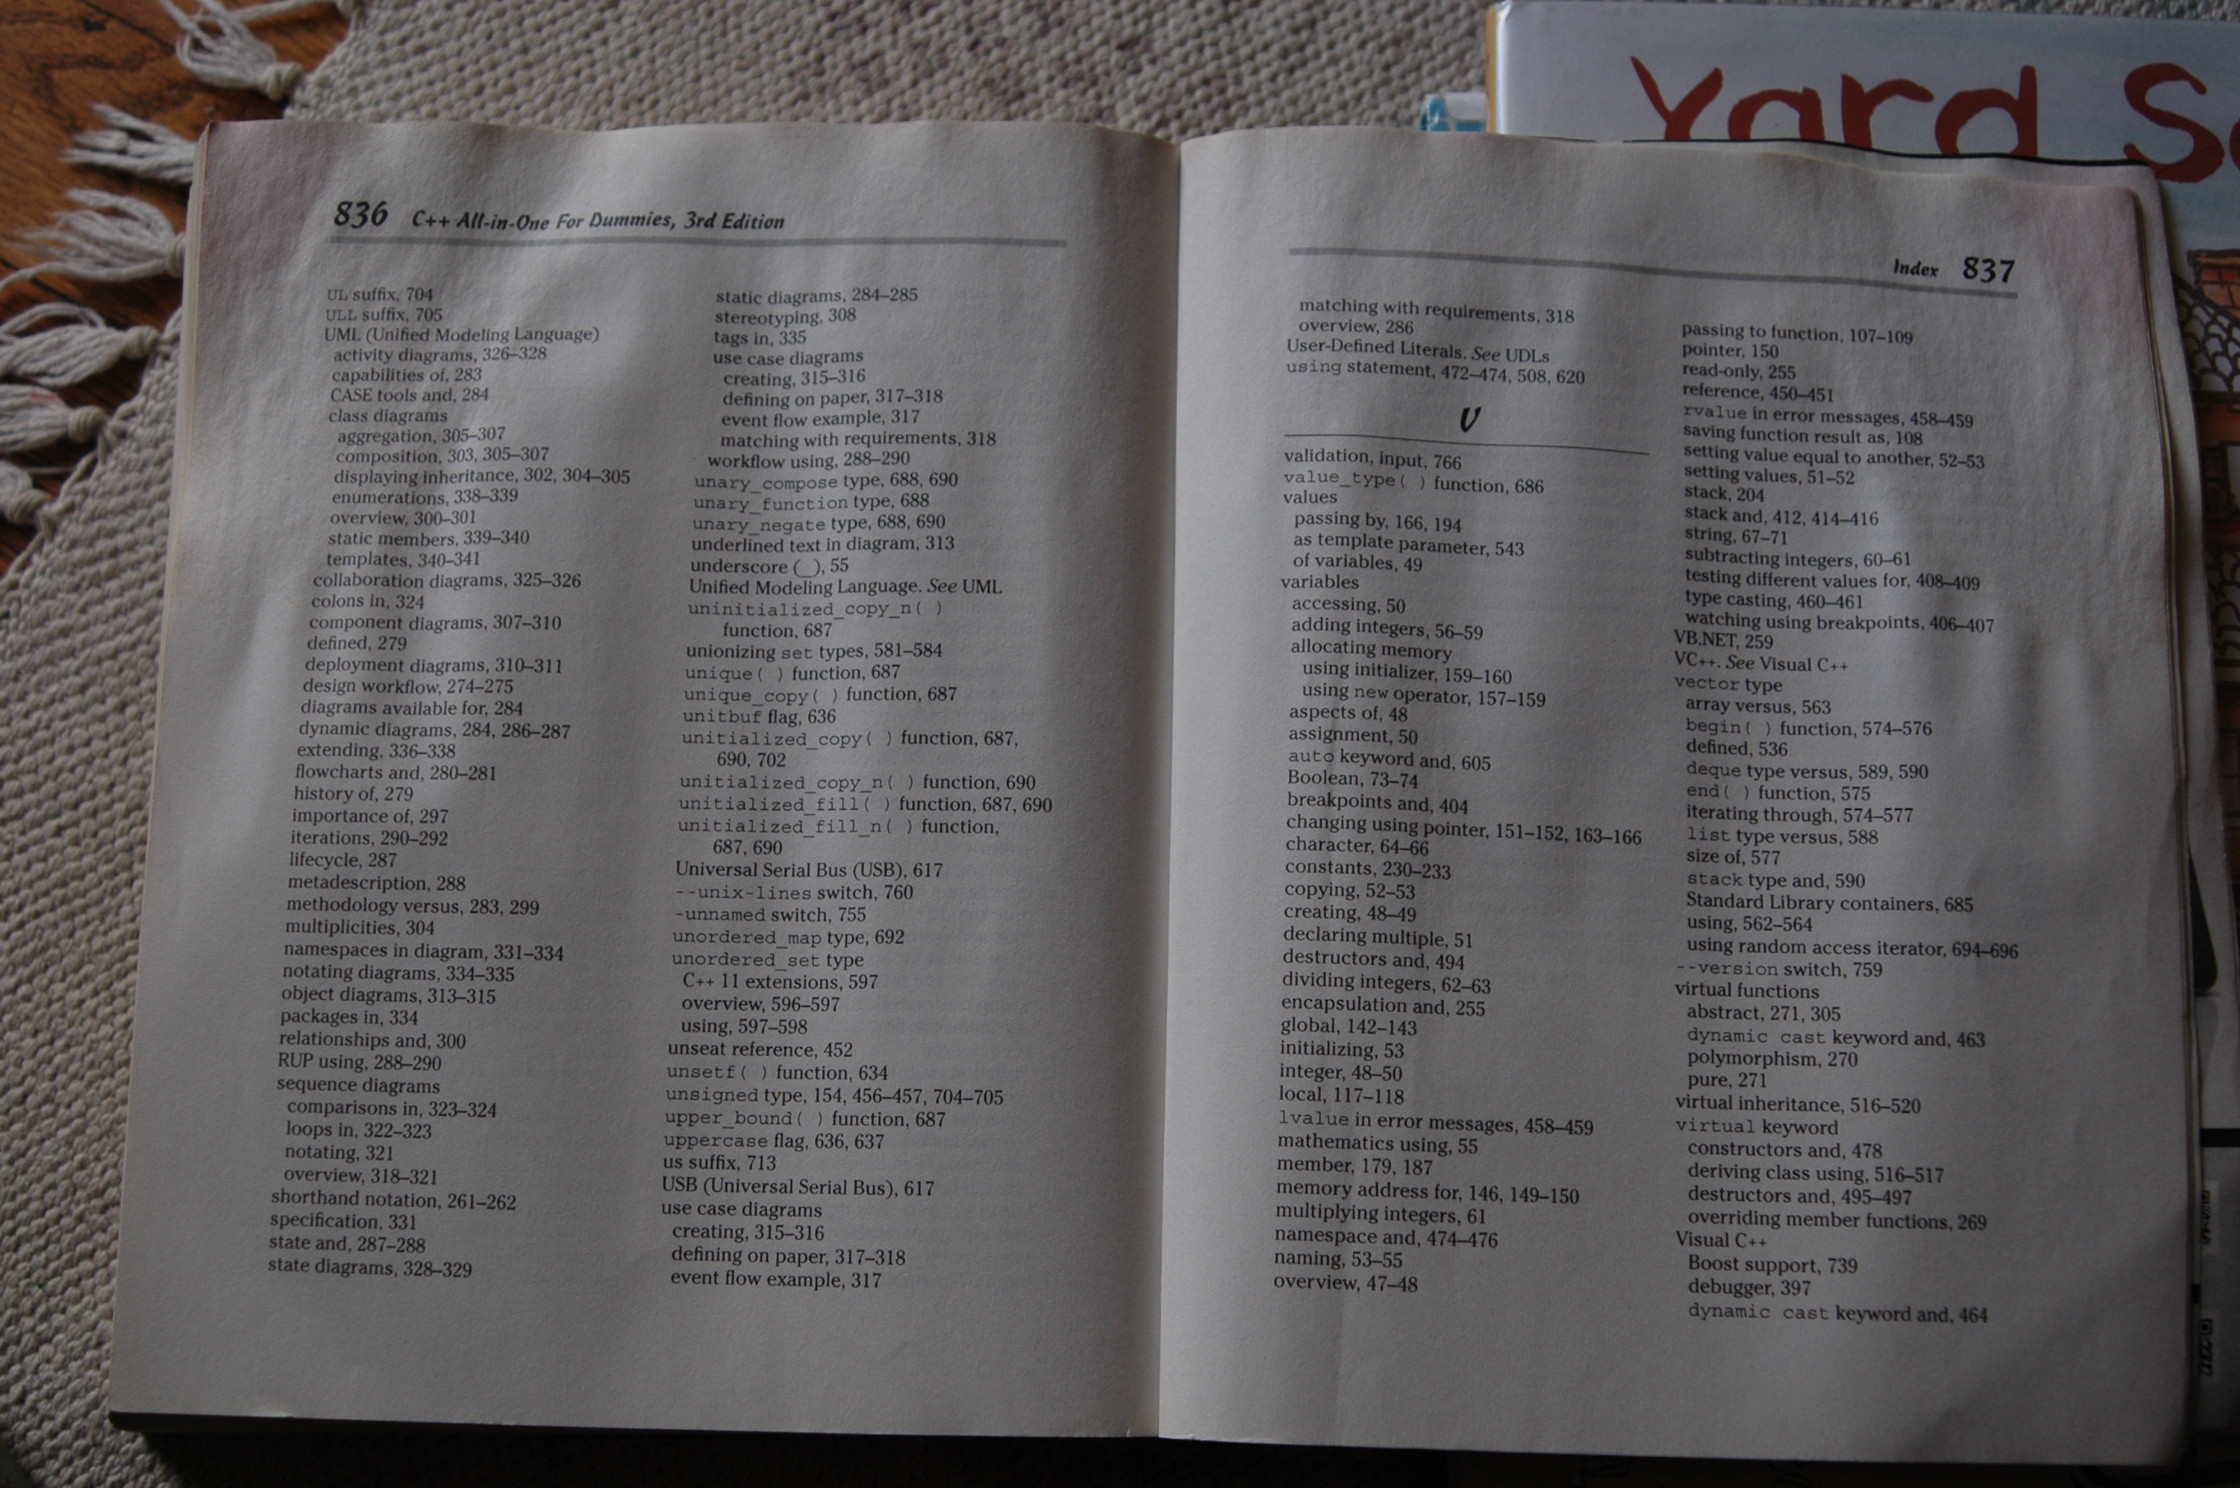 Yard S
836 C++ All-in-One For Dummies, 3rd Edition
UL suffix, 704
ULL suffix, 705
UML (Unified Modeling Language)
activity diagrams, 326–328
capabilities of, 283
CASE tools and, 284
class diagrams
aggregation, 305–307
composition, 303, 305–307
displaying inheritance, 302, 304–305
enumerations, 338–339
overview, 300–301
static members, 339–340
templates, 340–341
collaboration diagrams, 325–326
colons in, 324
component diagrams, 307–310
defined, 279
deployment diagrams, 310–311
design workflow, 274–275
diagrams available for, 284
dynamic diagrams, 284, 286–287
extending, 336–338
flowcharts and, 280–281
history of, 279
importance of, 297
iterations, 290–292
lifecycle, 287
metadescription, 288
methodology versus, 283, 299
multiplicities, 304
namespaces in diagram, 331–334
notating diagrams, 334–335
object diagrams, 313–315
packages in, 334
relationships and, 300
RUP using, 288–290
sequence diagrams
comparisons in, 323–324
loops in, 322–323
notating, 321
overview, 318–321
shorthand notation, 261–262
specification, 331
state and, 287–288
state diagrams, 328–329
static diagrams, 284–285
stereotyping, 308
tags in, 335
use case diagrams
creating, 315–316
defining on paper, 317–318
event flow example, 317
matching with requirements, 318
workflow using, 288–290
unary_compose type, 688, 690
unary_function type, 688
unary_negate type, 688, 690
underlined text in diagram, 313
underscore (_), 55
Unified Modeling Language. See UML
uninitialized_copy_n( )
function, 687
unionizing set types, 581–584
unique( ) function, 687
unique_copy( ) function, 687
unitbuf flag, 636
unitialized_copy( ) function, 687,
690, 702
unitialized_copy_n( ) function, 690
unitialized_fill( ) function, 687, 690
unitialized_fill_n( ) function,
687, 690
Universal Serial Bus (USB), 617
--unix-lines switch, 760
-unnamed switch, 755
unordered_map type, 692
unordered_set type
C++ 11 extensions, 597
overview, 596–597
using, 597–598
unseat reference, 452
unsetf( ) function, 634
unsigned type, 154, 456–457, 704–705
upper_bound( ) function, 687
uppercase flag, 636, 637
us suffix, 713
USB (Universal Serial Bus), 617
use case diagrams
creating, 315–316
defining on paper, 317–318
event flow example, 317
Index 837
matching with requirements, 318
overview, 286
User-Defined Literals. See UDLs
using statement, 472–474, 508, 620
V
validation, input, 766
value_type( ) function, 686
values
passing by, 166, 194
as template parameter, 543
of variables, 49
variables
accessing, 50
adding integers, 56–59
allocating memory
using initializer, 159–160
using new operator, 157–159
aspects of, 48
assignment, 50
auto keyword and, 605
Boolean, 73–74
breakpoints and, 404
changing using pointer, 151–152, 163–166
character, 64–66
constants, 230–233
copying, 52–53
creating, 48–49
declaring multiple, 51
destructors and, 494
dividing integers, 62–63
encapsulation and, 255
global, 142–143
initializing, 53
integer, 48–50
local, 117–118
lvalue in error messages, 458–459
mathematics using, 55
member, 179, 187
memory address for, 146, 149–150
multiplying integers, 61
namespace and, 474–476
naming, 53–55
overview, 47–48
passing to function, 107–109
pointer, 150
read-only, 255
reference, 450–451
rvalue in error messages, 458–459
saving function result as, 108
setting value equal to another, 52–53
setting values, 51–52
stack, 204
stack and, 412, 414–416
string, 67–71
subtracting integers, 60–61
testing different values for, 408–409
type casting, 460–461
watching using breakpoints, 406–407
VB.NET, 259
VC++. See Visual C++
vector type
array versus, 563
begin( ) function, 574–576
defined, 536
deque type versus, 589, 590
end( ) function, 575
iterating through, 574–577
list type versus, 588
size of, 577
stack type and, 590
Standard Library containers, 685
using, 562–564
using random access iterator, 694–696
--version switch, 759
virtual functions
abstract, 271, 305
dynamic cast keyword and, 463
polymorphism, 270
pure, 271
virtual inheritance, 516–520
virtual keyword
constructors and, 478
deriving class using, 516–517
destructors and, 495–497
overriding member functions, 269
Visual C++
Boost support, 739
debugger, 397
dynamic cast keyword and, 464